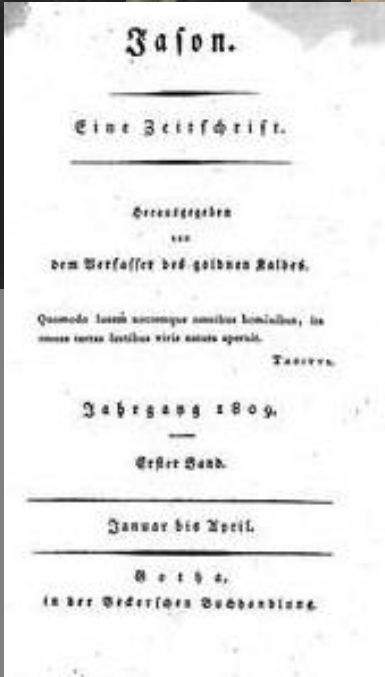 Jaſon.
Eine Zeitſchrift.
Herausgegeben
von
dem Verfaſſer des goldnen Kalbes.
Quomodo lucem noctemque omnibus hominibus, ita
omnes terras fortibus viris natura aperuit.
TACITVS.
Jahrgang 1809.
Erſter Band.
Januar bis April.
Gotha,
in der Beckerſchen Buchhandlung.